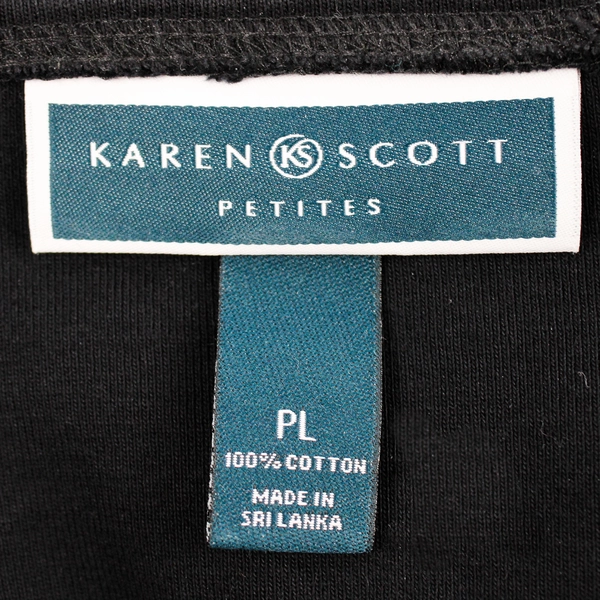 KAREN KS SCOTT
PETITES
PL
100% COTTON
MADE IN
SRI LANKA